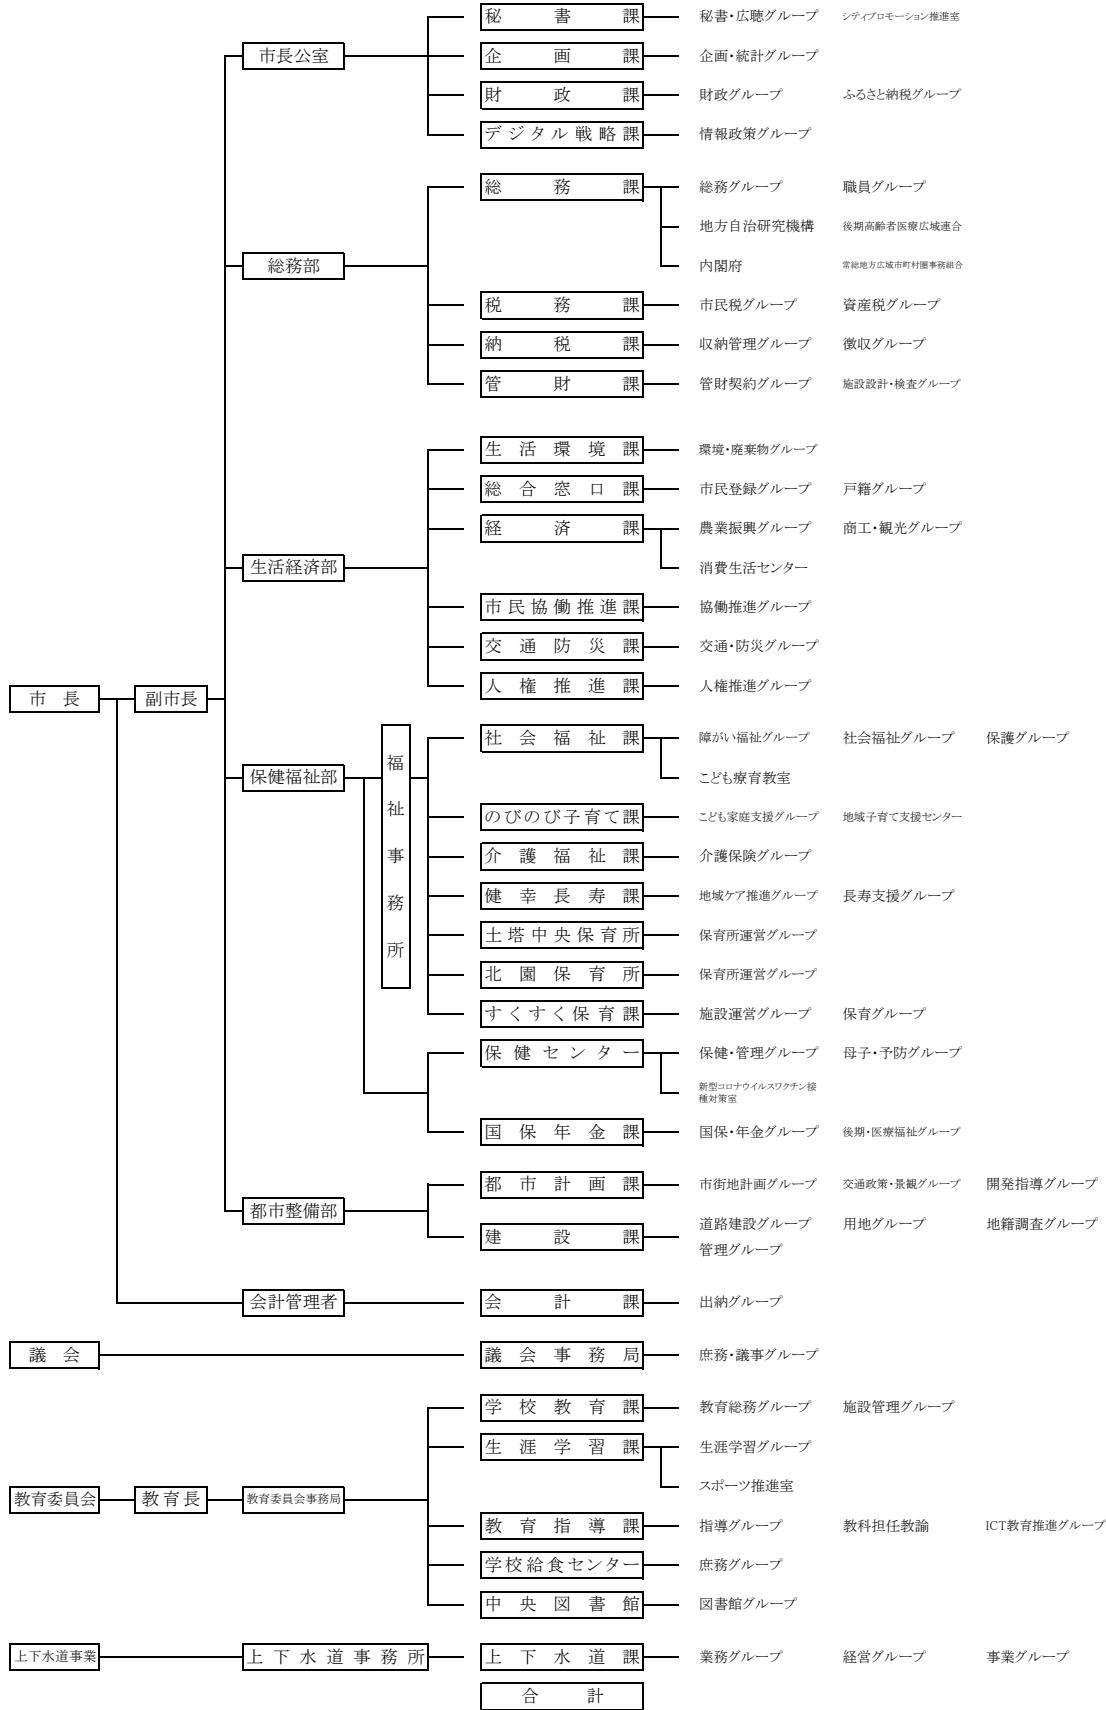 秘書課 秘書・広聴グループ シティプロモーション推進室
市長公室 企画課 企画・統計グループ
財政課 財政グループ ふるさと納税グループ
デジタル戦略課 情報政策グループ
総務課 総務グループ 職員グループ
地方自治研究機構 後期高齢者医療広域連合
総務部 内閣府 常総地方広域市町村圏事務組合
税務課 市民税グループ 資産税グループ
納税課 収納管理グループ 徴収グループ
管財課 管財契約グループ 施設設計・検査グループ
生活環境課 環境・廃棄物グループ
総合窓口課 市民登録グループ 戸籍グループ
経済課 農業振興グループ 商工・観光グループ
生活経済部 消費生活センター
市民協働推進課 協働推進グループ
交通防災課 交通・防災グループ
人権推進課 人権推進グループ
市長 副市長
福祉事務所
社会福祉課 障がい福祉グループ 社会福祉グループ 保護グループ
保健福祉部 こども療育教室
のびのび子育て課 こども家庭支援グループ 地域子育て支援センター
介護福祉課 介護保険グループ
健幸長寿課 地域ケア推進グループ 長寿支援グループ
土塔中央保育所 保育所運営グループ
北園保育所 保育所運営グループ
すくすく保育課 施設運営グループ 保育グループ
保健センター 保健・管理グループ 母子・予防グループ
新型コロナウイルスワクチン接
種対策室
国保年金課 国保・年金グループ 後期・医療福祉グループ
都市計画課 市街地計画グループ 交通政策・景観グループ 開発指導グループ
都市整備部
建設課 道路建設グループ 用地グループ 地籍調査グループ
管理グループ
会計管理者 会計課 出納グループ
議会 議会事務局 庶務・議事グループ
学校教育課 教育総務グループ 施設管理グループ
生涯学習課 生涯学習グループ
スポーツ推進室
教育委員会 教育長 教育委員会事務局
教育指導課 指導グループ 教科担任教諭 ICT教育推進グループ
学校給食センター 庶務グループ
中央図書館 図書館グループ
上下水道事業 上下水道事務所 上下水道課 業務グループ 経営グループ 事業グループ
合計